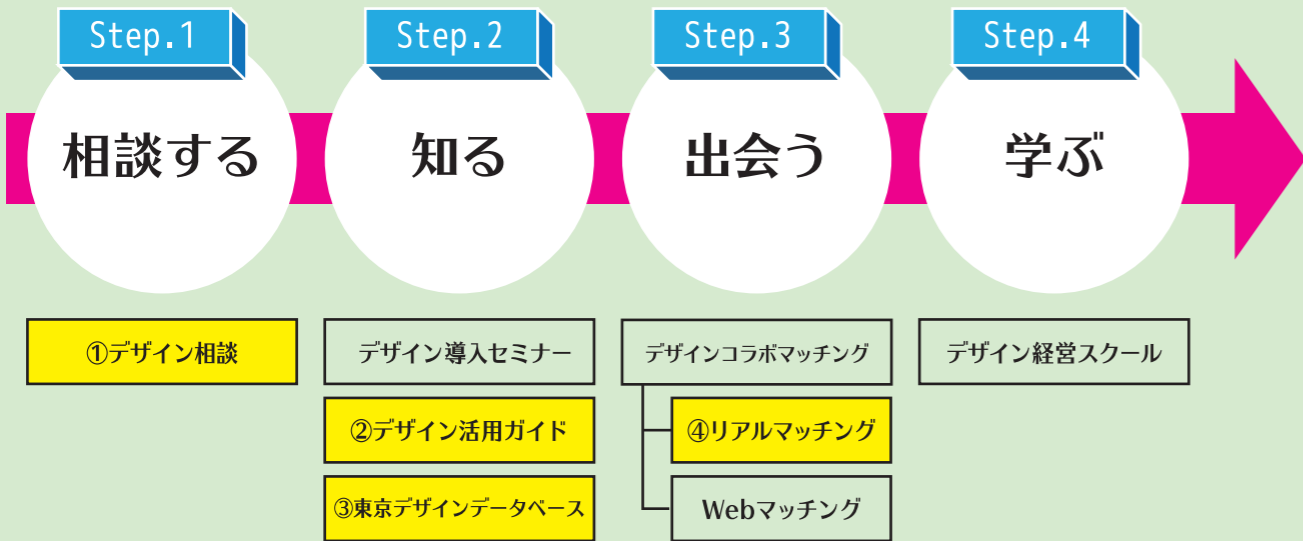 Step.1
相談する
Step.2
知る
Step.3
出会う
Step.4
学ぶ
①デザイン相談
デザイン導入セミナー
②デザイン活用ガイド
③東京デザインデータベース
デザインコラボマッチング
④リアルマッチング
Webマッチング
デザイン経営スクール